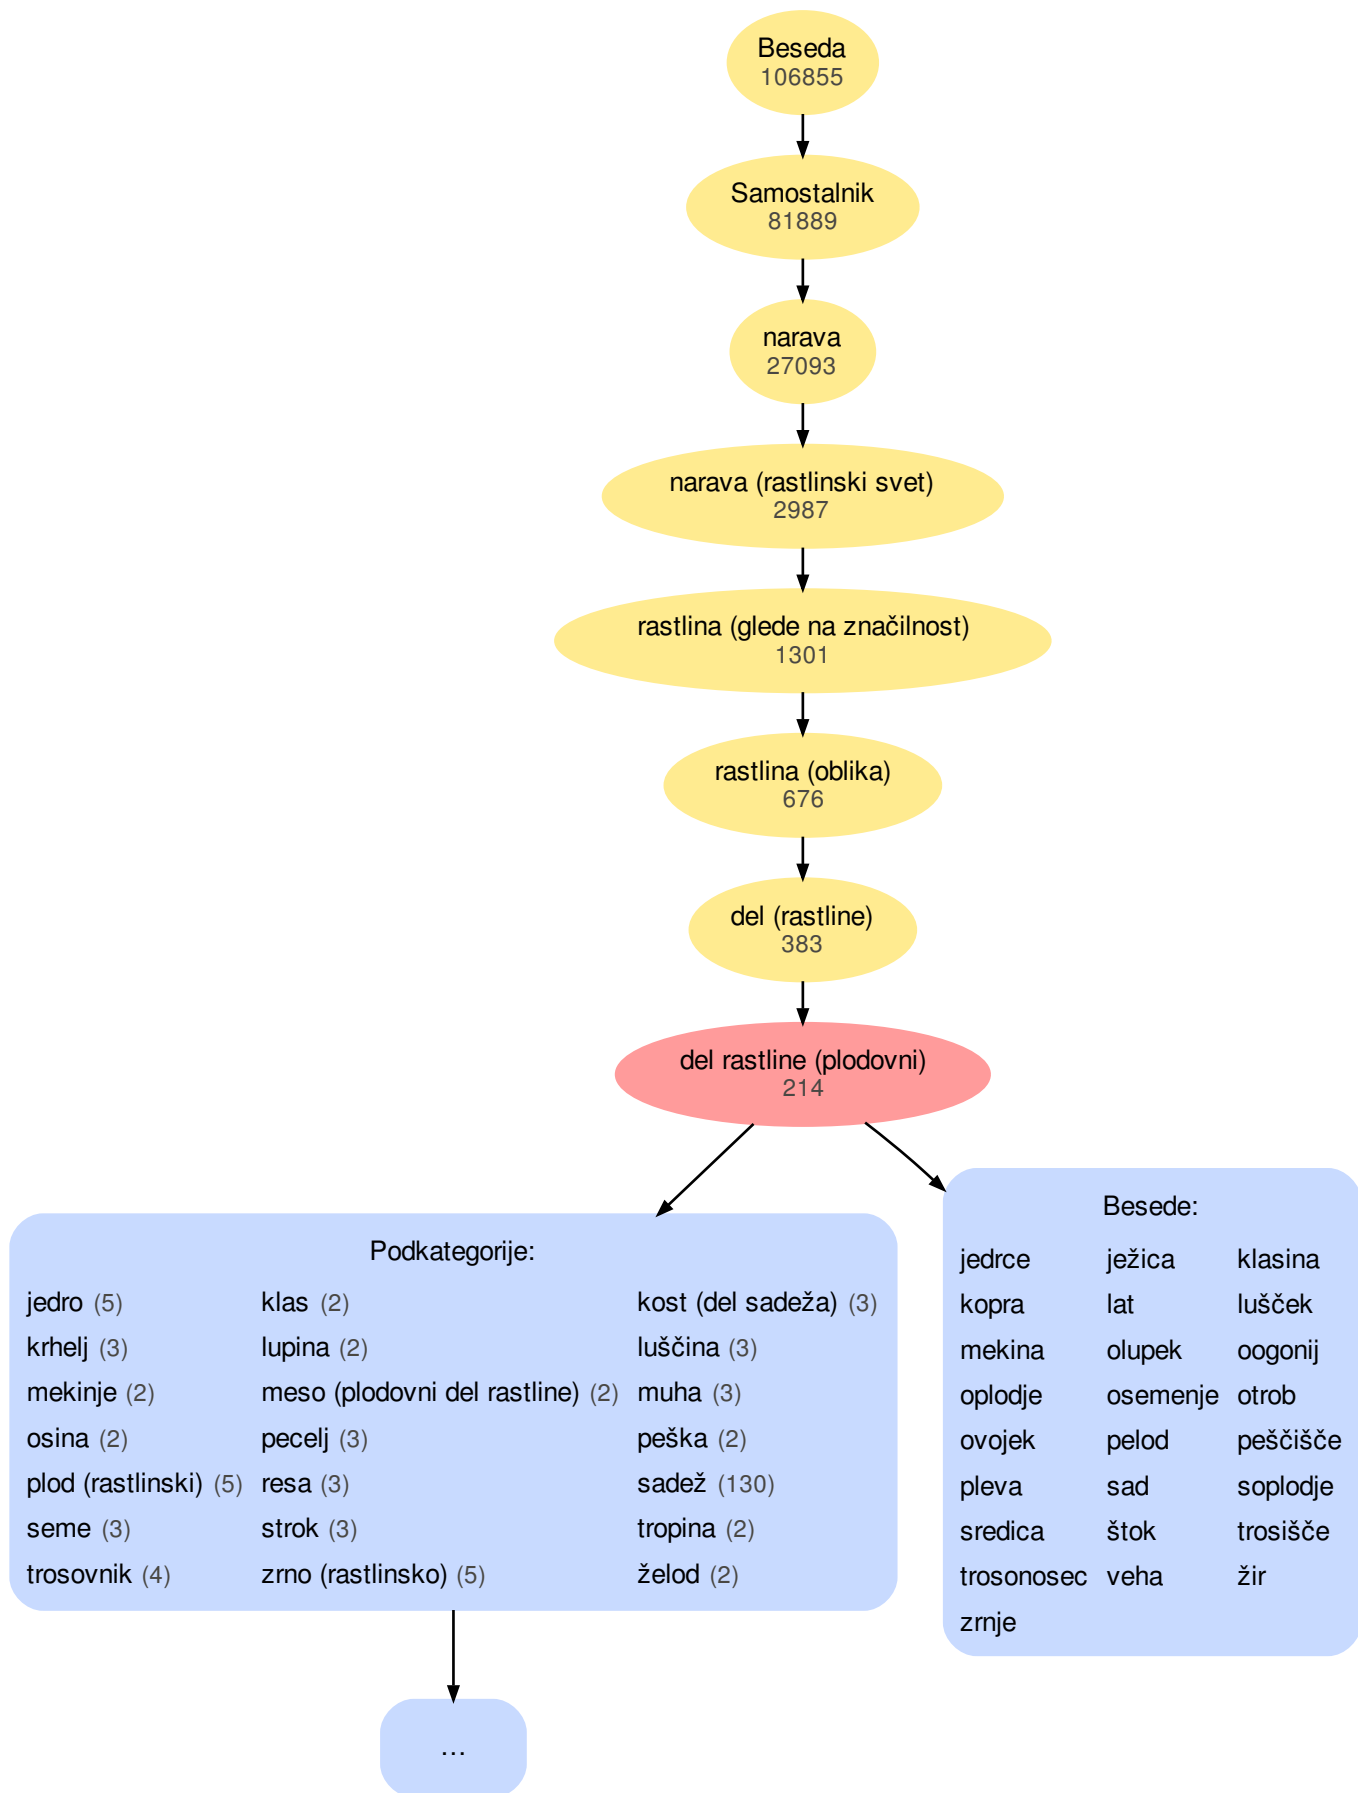 Beseda
106855
Samostalnik
81889
narava
27093
narava (rastlinski svet)
2987
rastlina (glede na značilnost)
1301
rastlina (oblika)
676
del (rastline)
383
del rastline (plodovni)
214
Podkategorije:
jedro (5) klas (2) kost (del sadeža) (3)
krhelj (3) lupina (2) luščina (3)
mekinje (2) meso (plodovni del rastline) (2) muha (3)
osina (2) pecelj (3) peška (2)
plod (rastlinski) (5) resa (3) sadež (130)
seme (3) strok (3) tropina (2)
trosovnik (4) zrno (rastlinsko) (5) želod (2)
Besede:
jedrce ježica klasina
kopra lat lušček
mekina olupek oogonij
oplodje osemenje otrob
ovojek pelod peščišče
pleva sad soplodje
sredica štok trosišče
trosonosec veha žir
zrnje
...